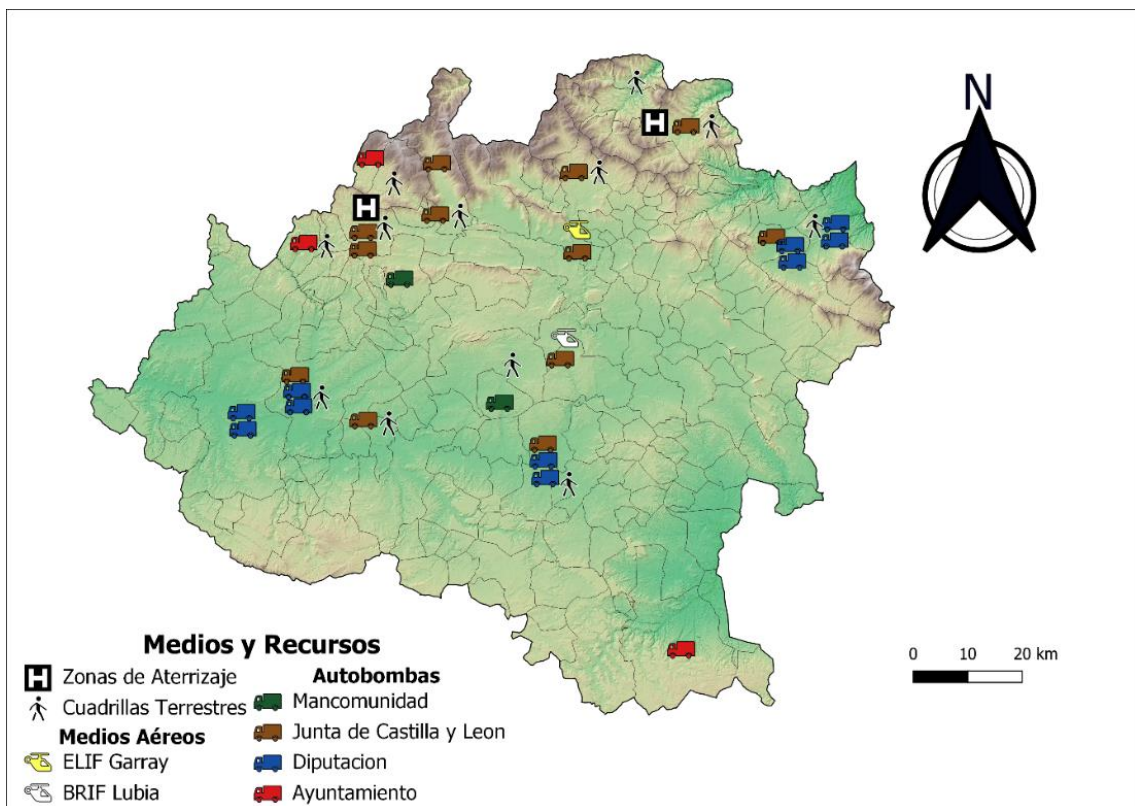 N
H
H
0 10 20 km
Medios y Recursos
H Zonas de Aterrizaje
Cuadrillas Terrestres
Medios Aéreos
ELIF Garray
BRIF Lubia
Autobombas
Mancomunidad
Junta de Castilla y Leon
Diputacion
Ayuntamiento